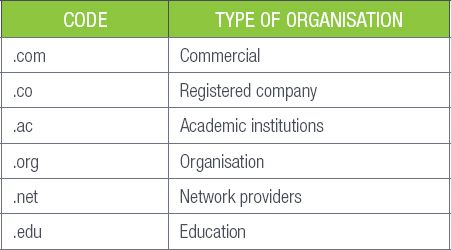 CODE TYPE OF ORGANISATION
.com Commercial
.co Registered company
.ac Academic institutions
.org Organisation
.net Network providers
.edu Education